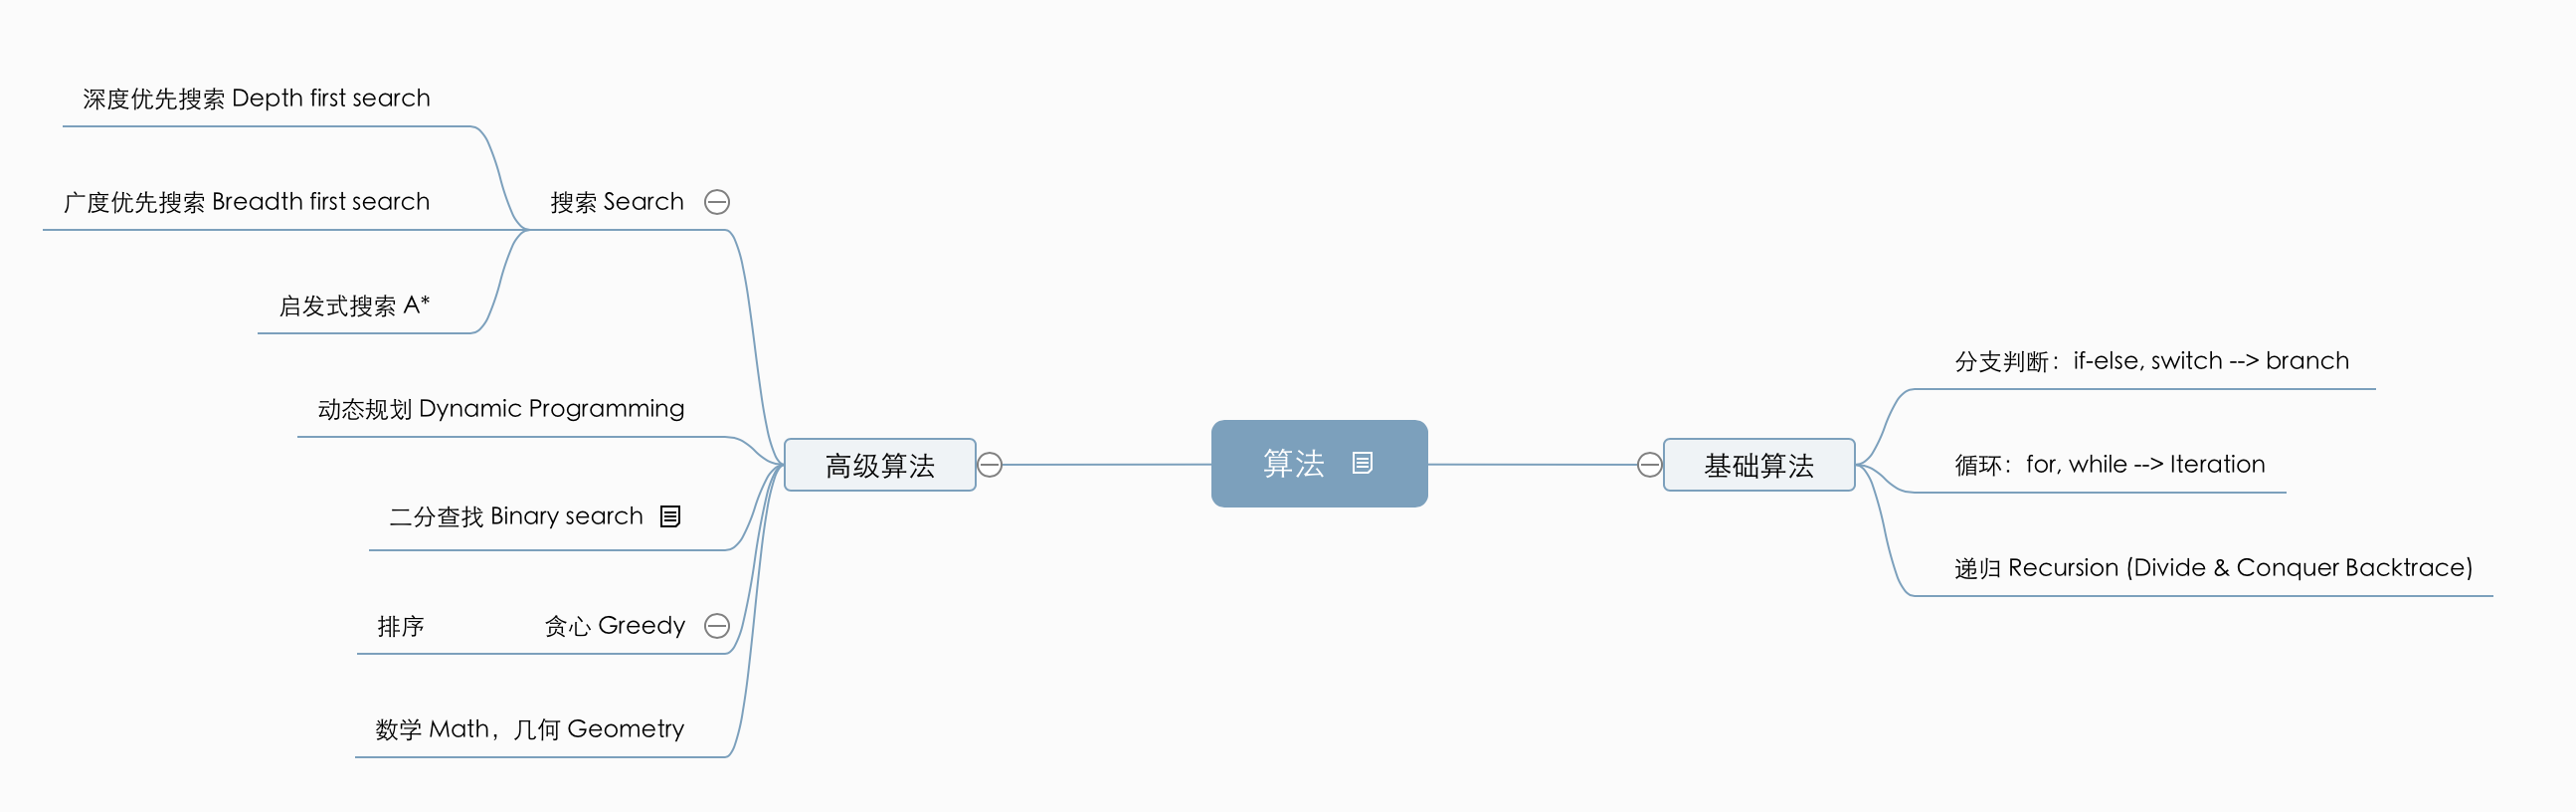 深度优先搜索 Depth first search
广度优先搜索 Breadth first search
搜索 Search
启发式搜索 A*
动态规划 Dynamic Programming
二分查找 Binary search
排序
贪心 Greedy
数学 Math，几何 Geometry
高级算法
算法
基础算法
分支判断：if-else, switch --> branch
循环：for, while --> Iteration
递归 Recursion (Divide & Conquer Backtrace)